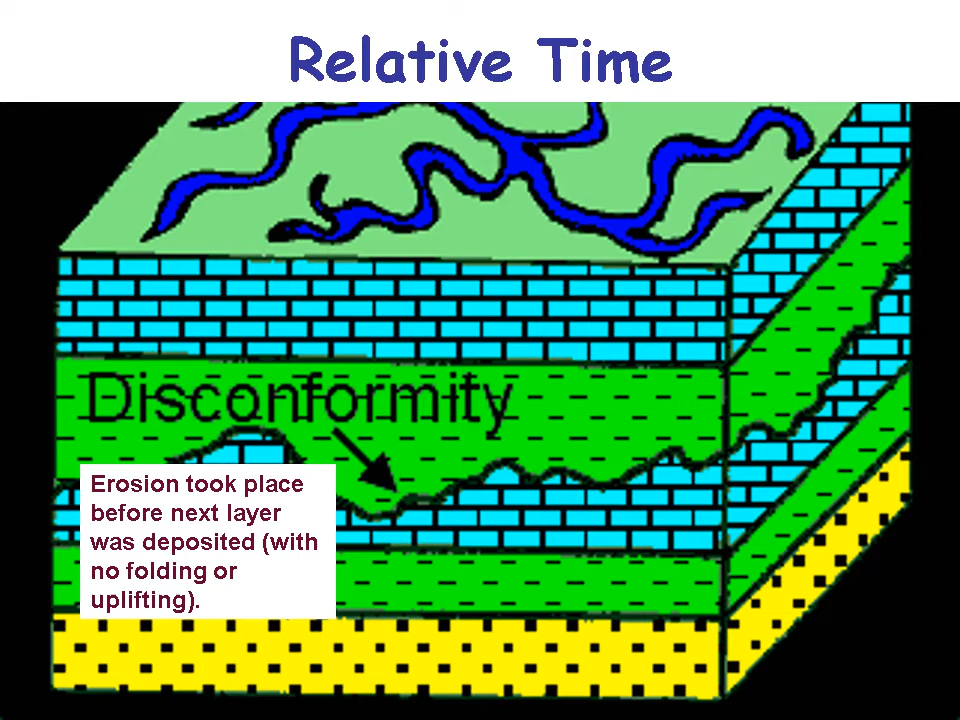 Relative Time
Disconformity
Erosion took place
before next layer
was deposited (with
no folding or
uplifting).